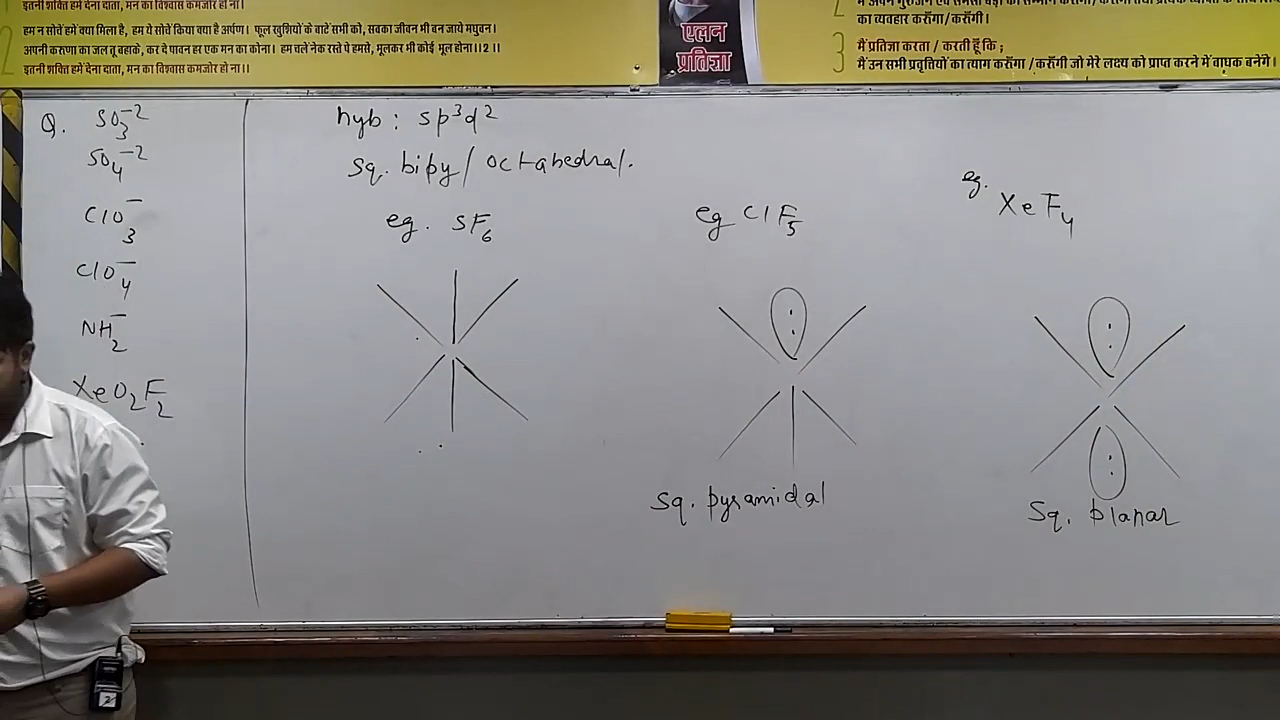 इतनी शक्ति हमें देना दाता, मन का विश्वास कमजोर हो ना।
2
हम न सोचें हमें क्या मिला है, हम ये सोचें किया क्या है अर्पण। फूल खुशियों के बाटें सभी को, सबका जीवन भी बन जाये मधुवन।
अपनी करुणा का जल तू बहाके, कर दे पावन हर एक मन का कोना। हम चलें नेक रस्ते पे हमसे, भूलकर भी कोई भूल होना।।2।।
इतनी शक्ति हमें देना दाता, मन का विश्वास कमजोर हो ना।।
एलन
प्रतिज्ञा
2
का व्यवहार करूँगा/करूँगी।
3
मैं प्रतिज्ञा करता / करती हूँ कि ;
मैं उन सभी प्रवृत्तियों का त्याग करूँगा /करूँगी जो मेरे लक्ष्य को प्राप्त करने में बाधक बनेंगे।
Q. SO₃⁻²
SO₄⁻²
ClO₃⁻
ClO₄⁻
NH₂⁻
XeO₂F₂
hyb : sp³d²
Sq. bipy/octahedral.
eg. SF₆
eg ClF₅
Sq. pyramidal
eg. XeF₄
Sq. planar
2